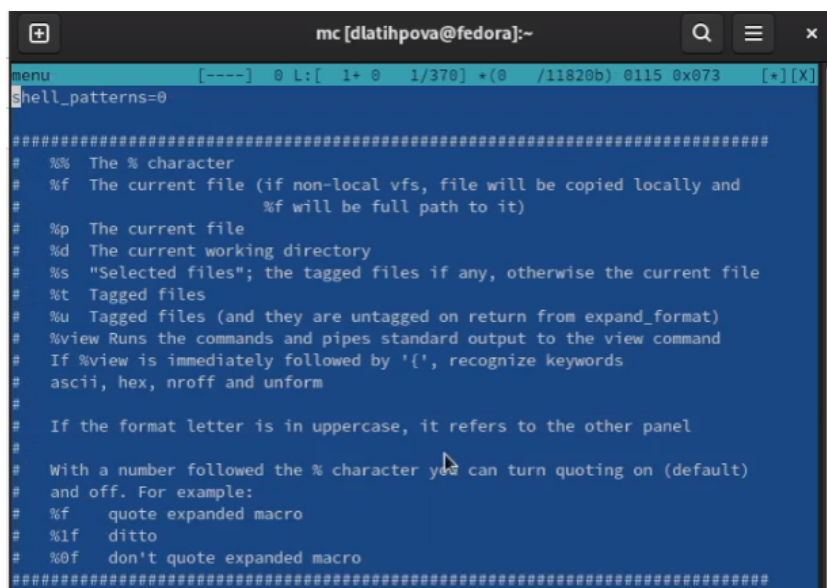 mc [dlatihpova@fedora]:~
menu [----] 0 L:[ 1+ 0 1/370] *(0 /11820b) 0115 0x073 [*][X]
shell_patterns=0
################################################################################
# %% The % character
# %f The current file (if non-local vfs, file will be copied locally and
# %f will be full path to it)
# %p The current file
# %d The current working directory
# %s "Selected files"; the tagged files if any, otherwise the current file
# %t Tagged files
# %u Tagged files (and they are untagged on return from expand_format)
# %view Runs the commands and pipes standard output to the view command
# If %view is immediately followed by '{', recognize keywords
# ascii, hex, nroff and unform
#
# If the format letter is in uppercase, it refers to the other panel
#
# With a number followed the % character you can turn quoting on (default)
# and off. For example:
# %f quote expanded macro
# %1f ditto
# %0f don't quote expanded macro
################################################################################